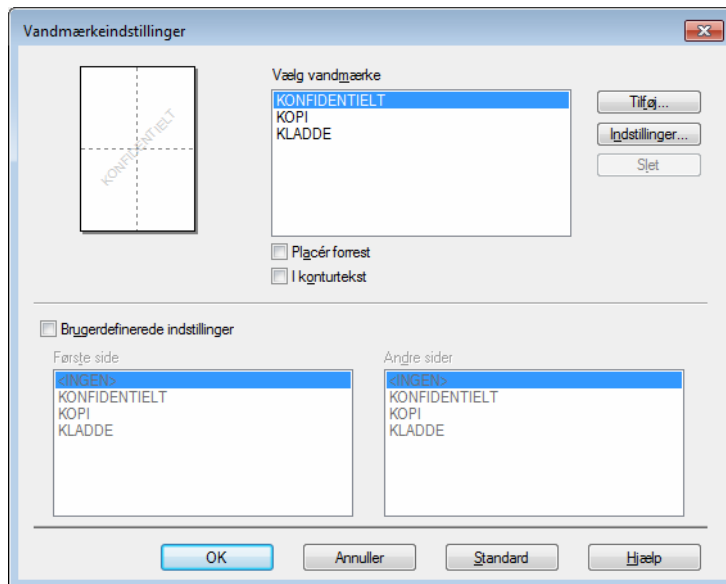 Vandmærkeindstillinger
Vælg vandmærke
KONFIDENTIELT
KONFIDENTIELT
KOPI
KLADDE
Tilføj...
Indstillinger...
Slet
Placér forrest
I konturtekst
Brugerdefinerede indstillinger
Første side
Andre sider
<INGEN>
KONFIDENTIELT
KOPI
KLADDE
<INGEN>
KONFIDENTIELT
KOPI
KLADDE
OK
Annuller
Standard
Hjælp